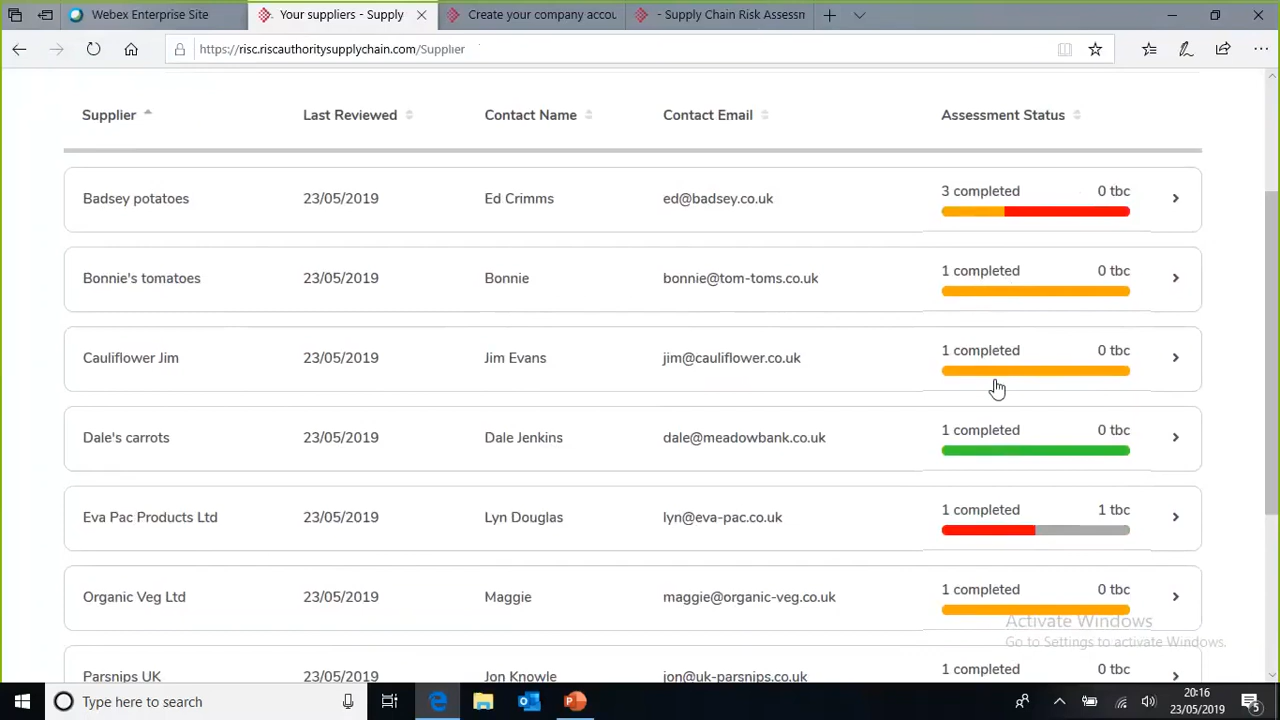 Webex Enterprise Site
Your suppliers - Supply
Create your company accou
- Supply Chain Risk Assessm
https://risc.riscauthoritysupplychain.com/Supplier
Supplier Last Reviewed Contact Name Contact Email Assessment Status
Badsey potatoes 23/05/2019 Ed Crimms ed@badsey.co.uk 3 completed 0 tbc
Bonnie's tomatoes 23/05/2019 Bonnie bonnie@tom-toms.co.uk 1 completed 0 tbc
Cauliflower Jim 23/05/2019 Jim Evans jim@cauliflower.co.uk 1 completed 0 tbc
Dale's carrots 23/05/2019 Dale Jenkins dale@meadowbank.co.uk 1 completed 0 tbc
Eva Pac Products Ltd 23/05/2019 Lyn Douglas lyn@eva-pac.co.uk 1 completed 1 tbc
Organic Veg Ltd 23/05/2019 Maggie maggie@organic-veg.co.uk 1 completed 0 tbc
Activate Windows
Go to Settings to activate Windows.
Parsnips UK 23/05/2019 Jon Knowle jon@uk-parsnips.co.uk 1 completed 0 tbc
Type here to search
20:16
23/05/2019
5